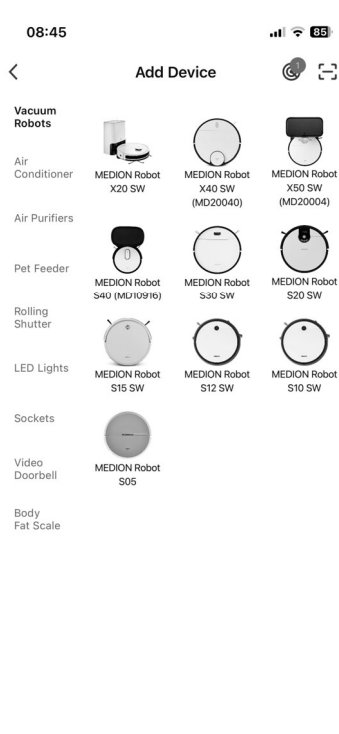 08:45
85
Add Device
1
Vacuum
Robots
Air
Conditioner
Air Purifiers
Pet Feeder
Rolling
Shutter
LED Lights
Sockets
Video
Doorbell
Body
Fat Scale
MEDION Robot
X20 SW
MEDION Robot
X40 SW
(MD20040)
MEDION Robot
X50 SW
(MD20004)
MEDION Robot
S40 (MD10916)
MEDION Robot
S30 SW
MEDION Robot
S20 SW
MEDION Robot
S15 SW
MEDION Robot
S12 SW
MEDION Robot
S10 SW
MEDION Robot
S05